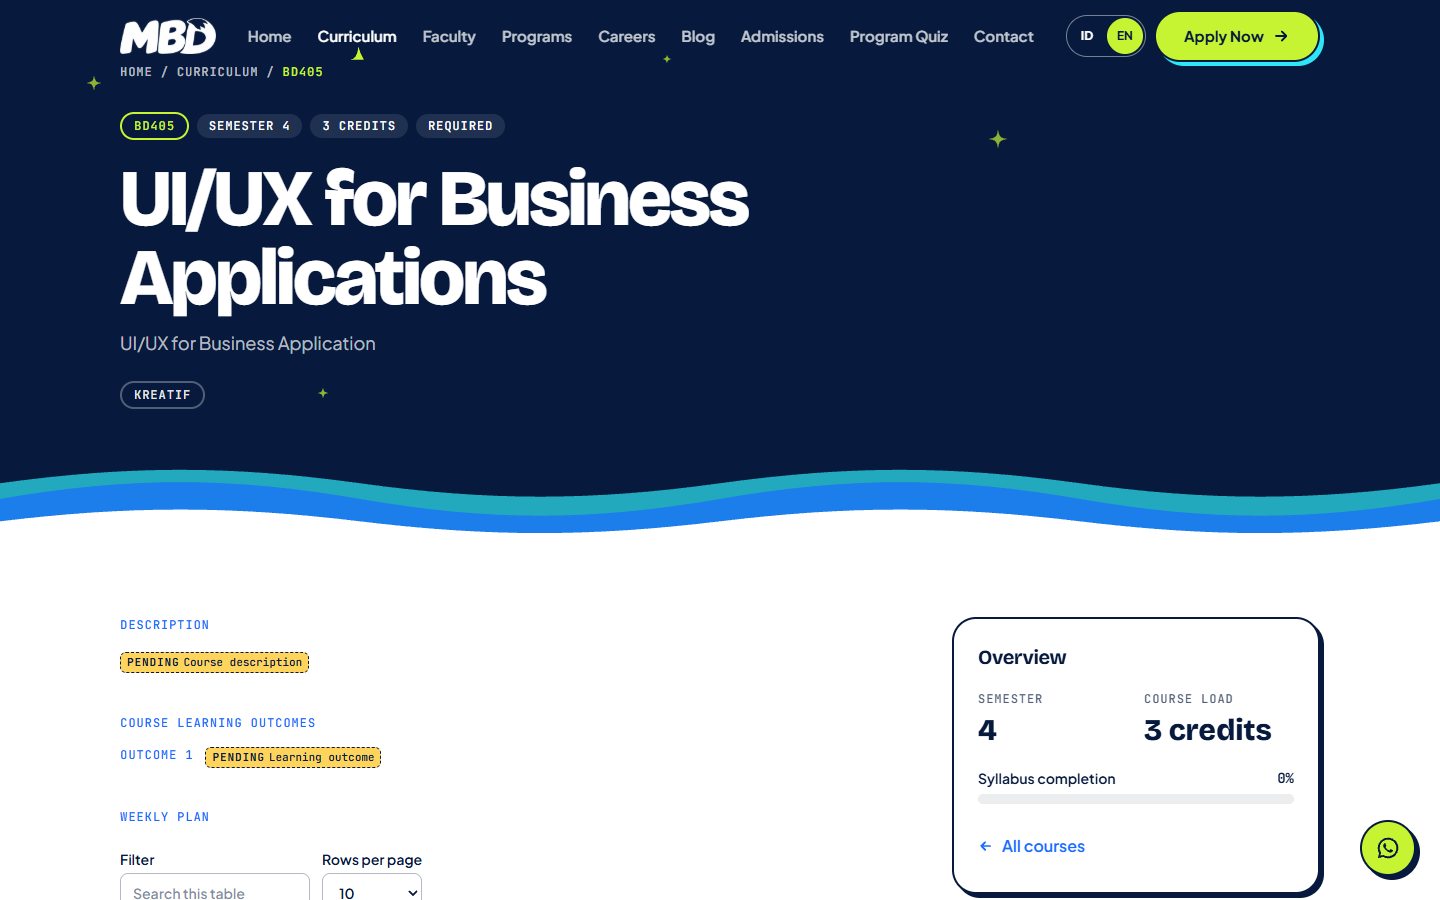 MBD Home Curriculum Faculty Programs Careers Blog Admissions Program Quiz Contact ID EN Apply Now
HOME / CURRICULUM / BD405
BD405 SEMESTER 4 3 CREDITS REQUIRED
UI/UX for Business
Applications
UI/UX for Business Application
KREATIF
DESCRIPTION
PENDING Course description
COURSE LEARNING OUTCOMES
OUTCOME 1 PENDING Learning outcome
WEEKLY PLAN
Filter Rows per page
Search this table 10
Overview
SEMESTER COURSE LOAD
4 3 credits
Syllabus completion 0%
All courses